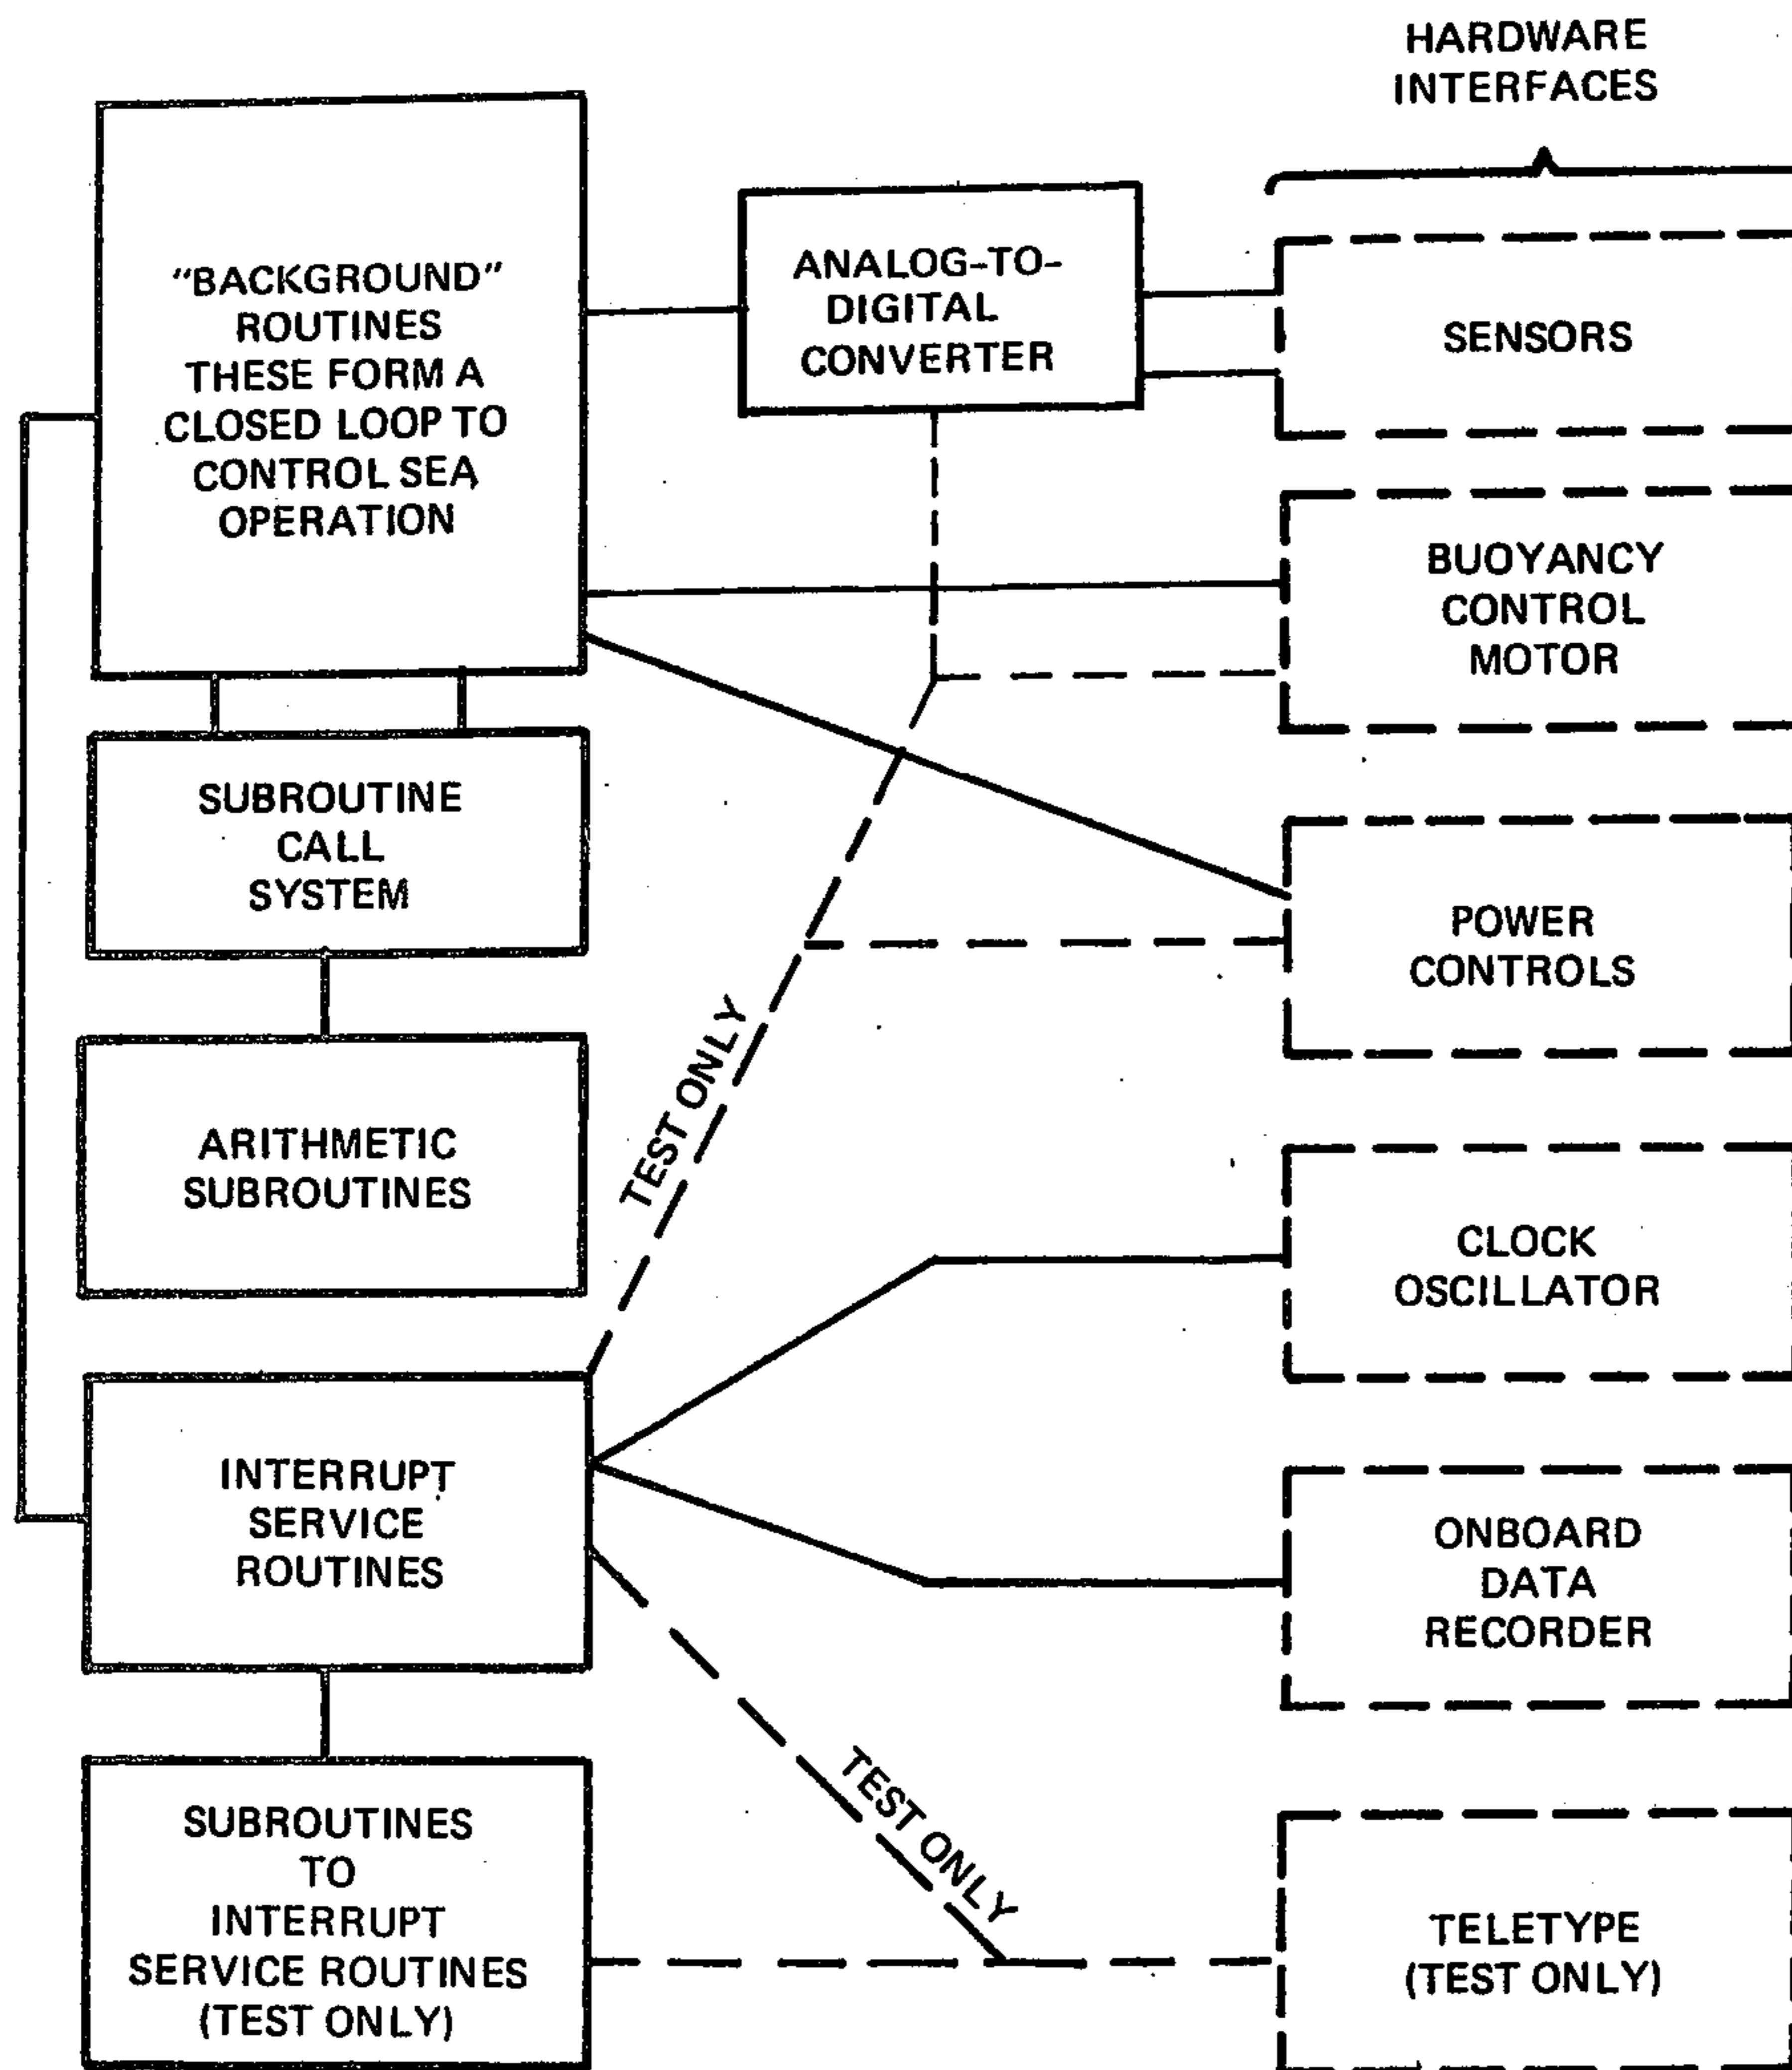 HARDWARE
INTERFACES
"BACKGROUND"
ROUTINES
THESE FORM A
CLOSED LOOP TO
CONTROL SEA
OPERATION
ANALOG-TO-
DIGITAL
CONVERTER
SENSORS
BUOYANCY
CONTROL
MOTOR
SUBROUTINE
CALL
SYSTEM
POWER
CONTROLS
TEST ONLY
ARITHMETIC
SUBROUTINES
CLOCK
OSCILLATOR
INTERRUPT
SERVICE
ROUTINES
ONBOARD
DATA
RECORDER
TEST ONLY
SUBROUTINES
TO
INTERRUPT
SERVICE ROUTINES
(TEST ONLY)
TELETYPE
(TEST ONLY)